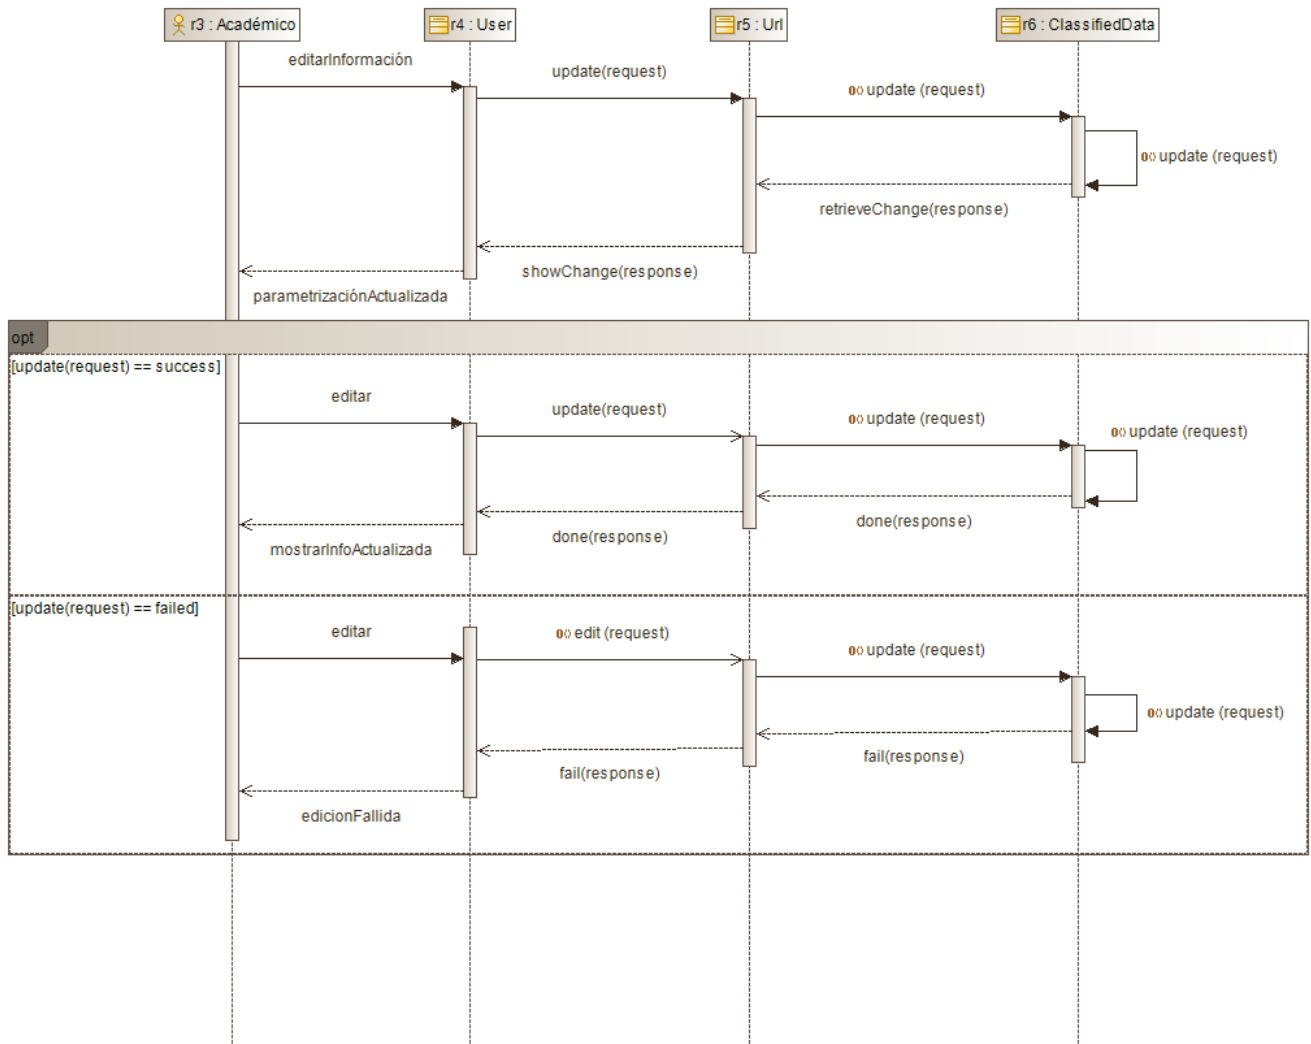 r3 : Académico
r4 : User
r5 : Url
r6 : ClassifiedData
editarInformación
update(request)
update (request)
update (request)
retrieveChange(response)
showChange(response)
parametrizaciónActualizada
opt
[update(request) == success]
editar
update(request)
update (request)
update (request)
done(response)
done(response)
mostrarInfoActualizada
[update(request) == failed]
editar
edit (request)
update (request)
update (request)
fail(response)
fail(response)
edicionFallida